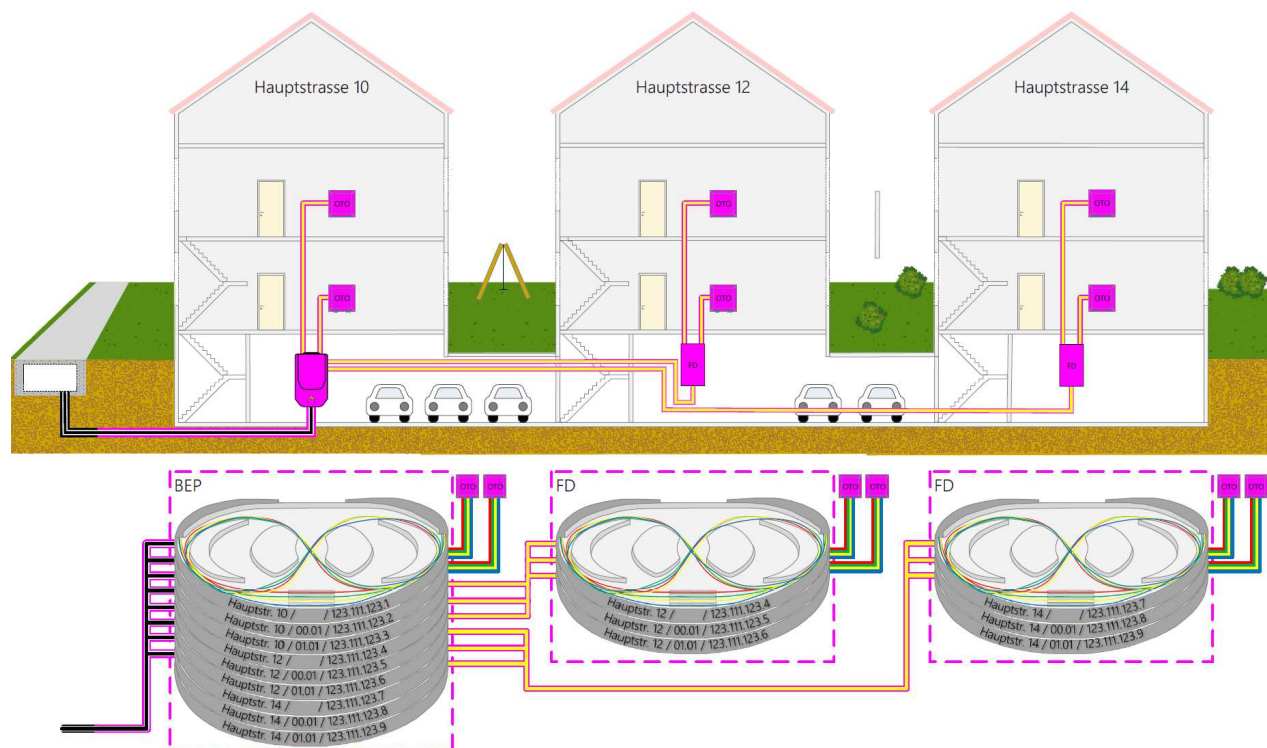 Hauptstrasse 10
Hauptstrasse 12
Hauptstrasse 14
OTO
OTO
OTO
OTO
OTO
OTO
FD
FD
BEP
OTO OTO
FD
OTO OTO
FD
OTO OTO
Hauptstr. 10 / / 123.111.123.1
Hauptstr. 10 / 00.01 / 123.111.123.2
Hauptstr. 10 / 01.01 / 123.111.123.3
Hauptstr. 12 / / 123.111.123.4
Hauptstr. 12 / 00.01 / 123.111.123.5
Hauptstr. 12 / 01.01 / 123.111.123.6
Hauptstr. 14 / / 123.111.123.7
Hauptstr. 14 / 00.01 / 123.111.123.8
Hauptstr. 14 / 01.01 / 123.111.123.9
Hauptstr. 12 / / 123.111.123.4
Hauptstr. 12 / 00.01 / 123.111.123.5
Hauptstr. 12 / 01.01 / 123.111.123.6
Hauptstr. 14 / / 123.111.123.7
Hauptstr. 14 / 00.01 / 123.111.123.8
Hauptstr. 14 / 01.01 / 123.111.123.9